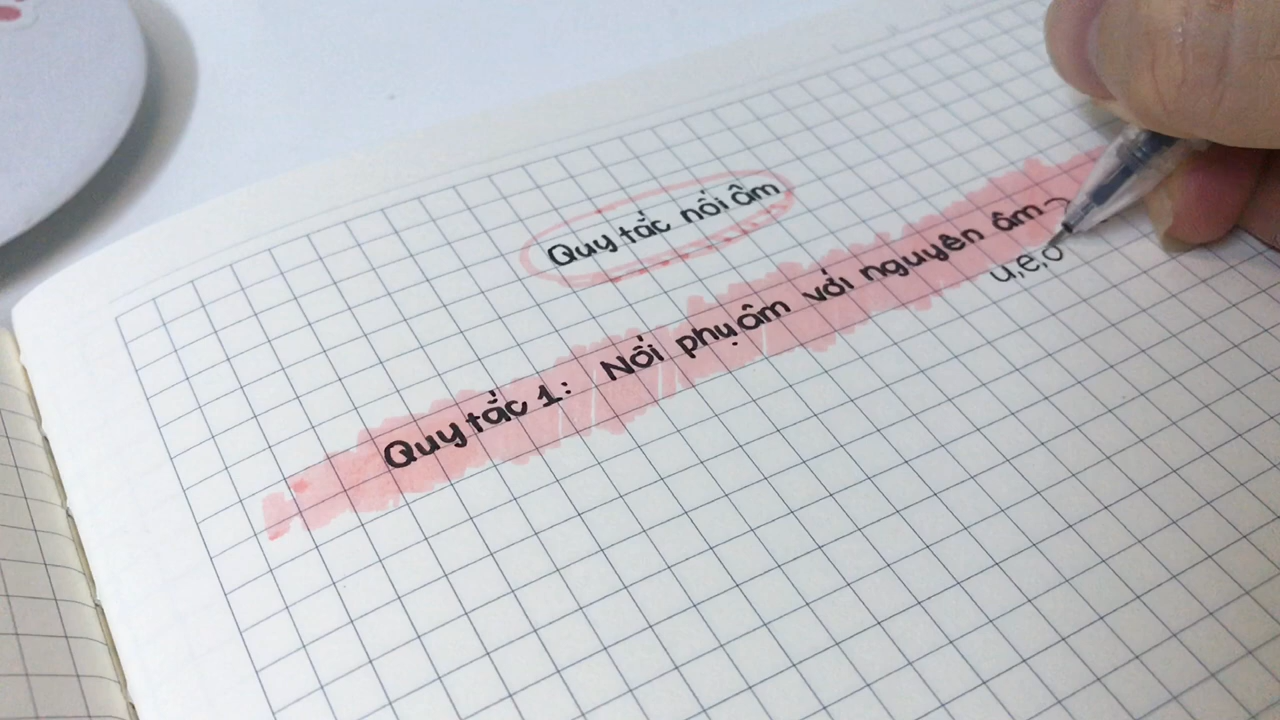 Quy tắc nối âm
Quy tắc 1: Nối phụ âm với nguyên âm
u,e,o